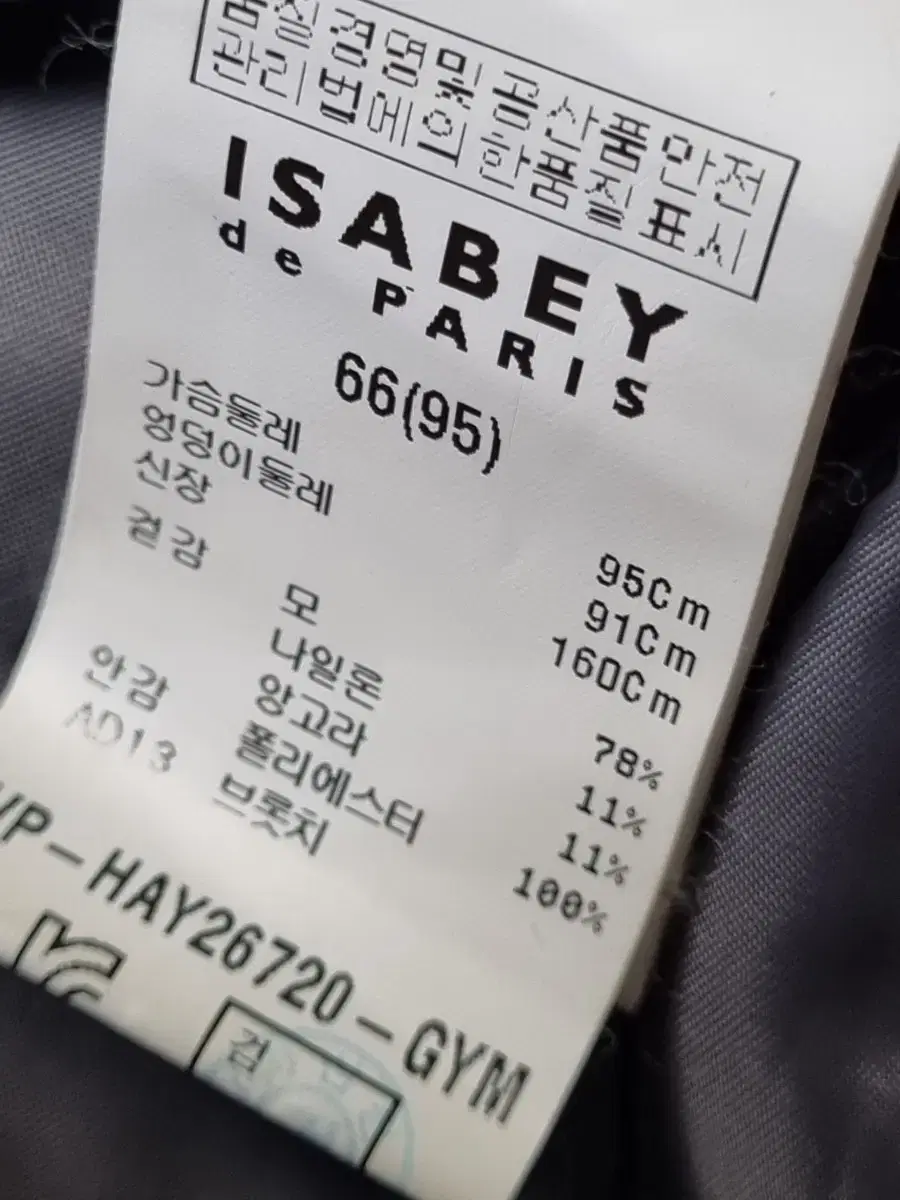 품질경영및공산품안전
관리법에의한품질표시
ISABEY
de PARIS
66(95)
가슴둘레 95Cm
엉덩이둘레 91Cm
신장 160Cm
겉감 모 78%
나일론 11%
앙고라 11%
안감 폴리에스터 100%
AD13 브롯치
/P-HAY26720-GYM
검